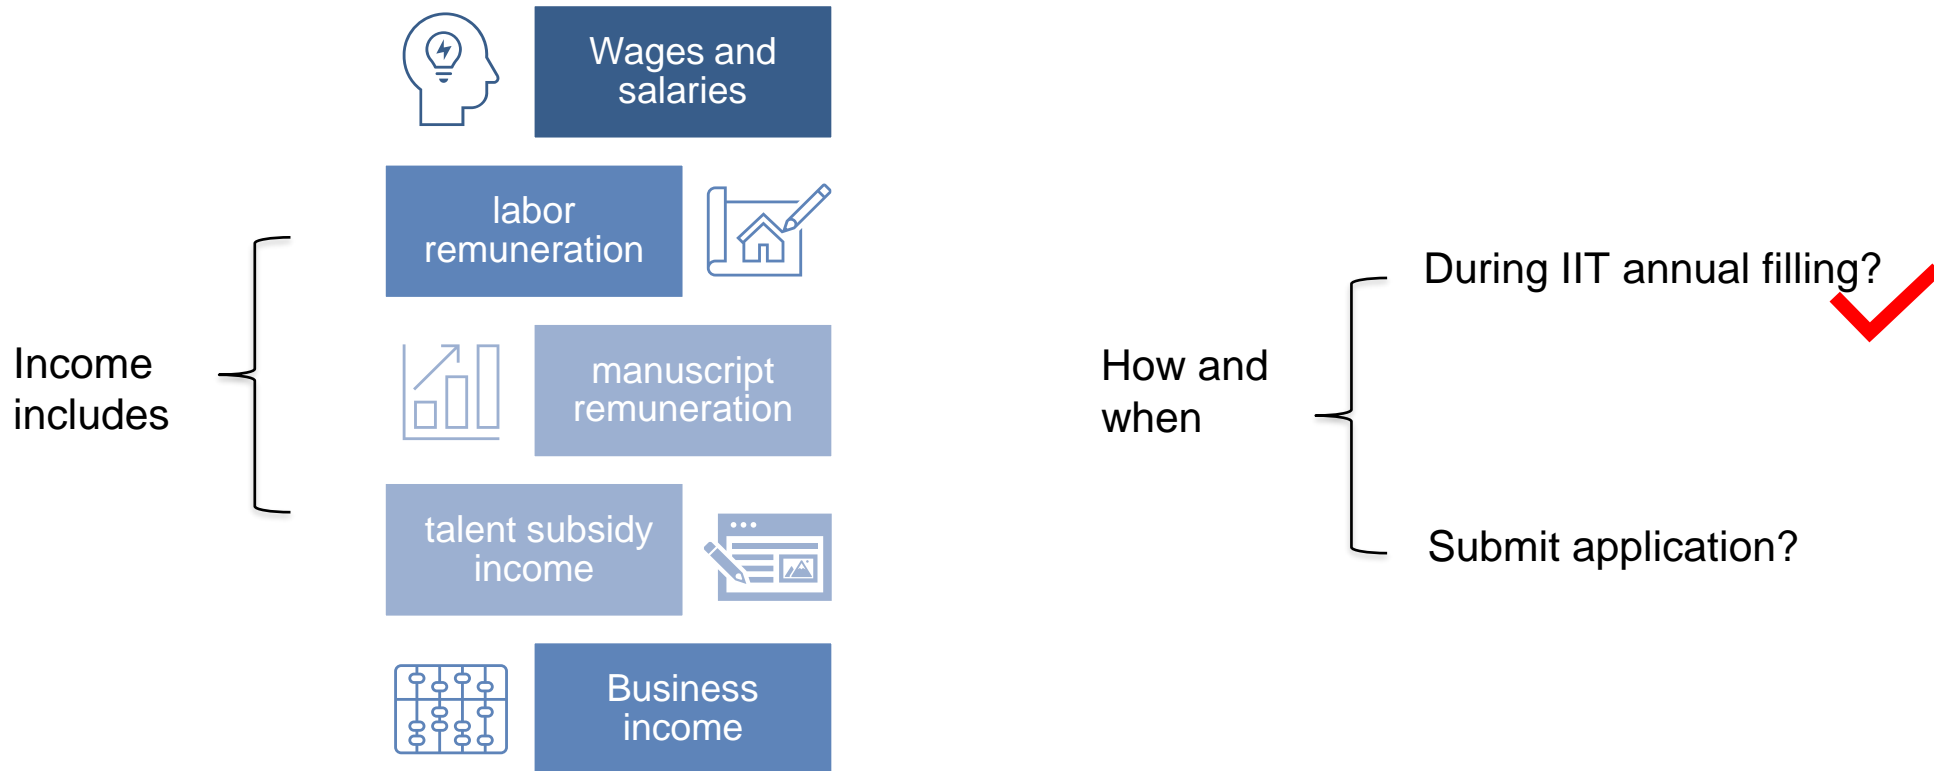 Income
includes
Wages and
salaries
labor
remuneration
manuscript
remuneration
talent subsidy
income
Business
income
How and
when
During IIT annual filling?
Submit application?